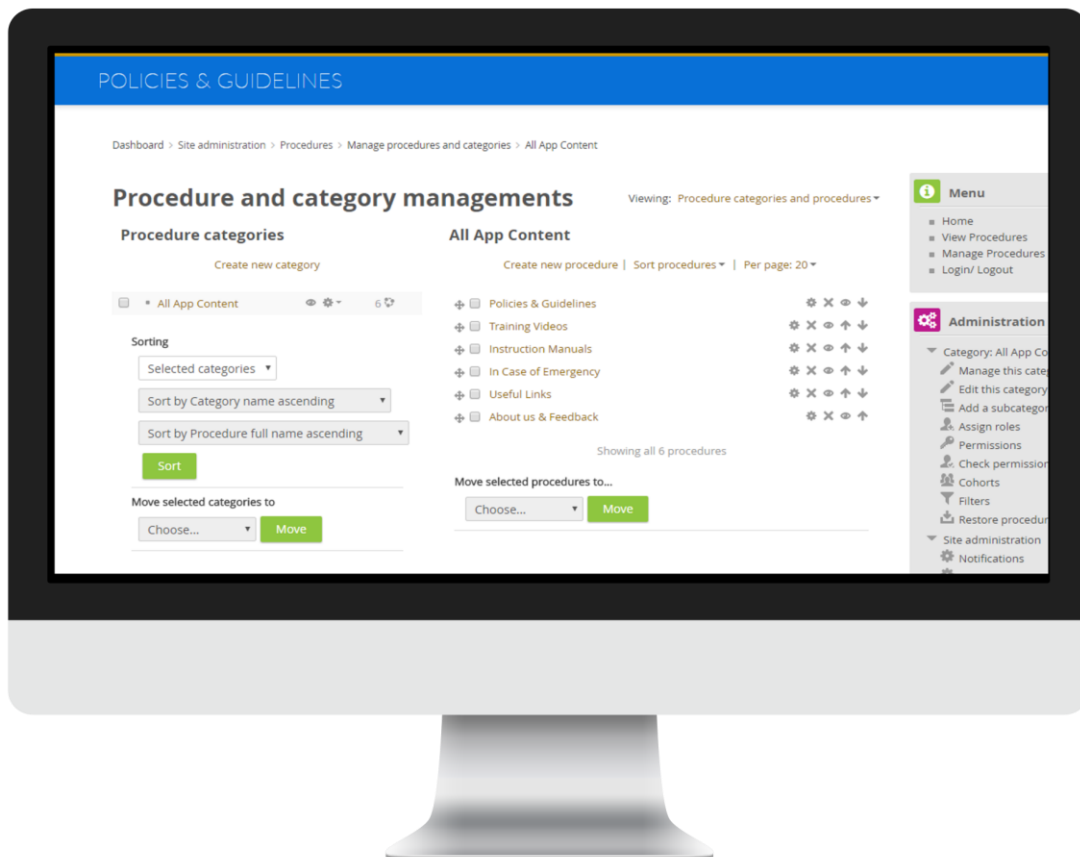 POLICIES & GUIDELINES
Dashboard > Site administration > Procedures > Manage procedures and categories > All App Content
Procedure and category managements
Viewing: Procedure categories and procedures
Procedure categories
Create new category
All App Content
6
Sorting
Selected categories
Sort by Category name ascending
Sort by Procedure full name ascending
Sort
Move selected categories to
Choose...
Move
All App Content
Create new procedure | Sort procedures | Per page: 20
Policies & Guidelines
Training Videos
Instruction Manuals
In Case of Emergency
Useful Links
About us & Feedback
Showing all 6 procedures
Move selected procedures to...
Choose...
Move
Menu
Home
View Procedures
Manage Procedures
Login/ Logout
Administration
Category: All App Co
Manage this cate
Edit this category
Add a subcategor
Assign roles
Permissions
Check permission
Cohorts
Filters
Restore procedur
Site administration
Notifications